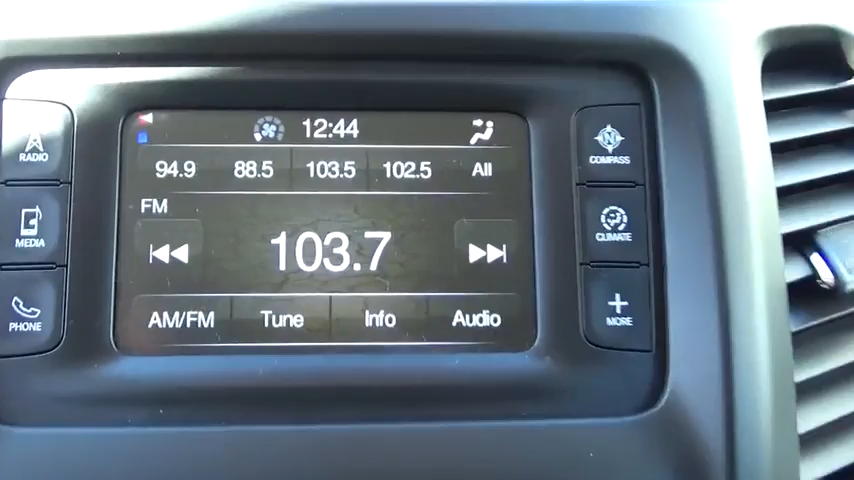 12:44
94.9 88.5 103.5 102.5 All
FM
103.7
AM/FM Tune Info Audio
RADIO
MEDIA
PHONE
N
COMPASS
CLIMATE
MORE